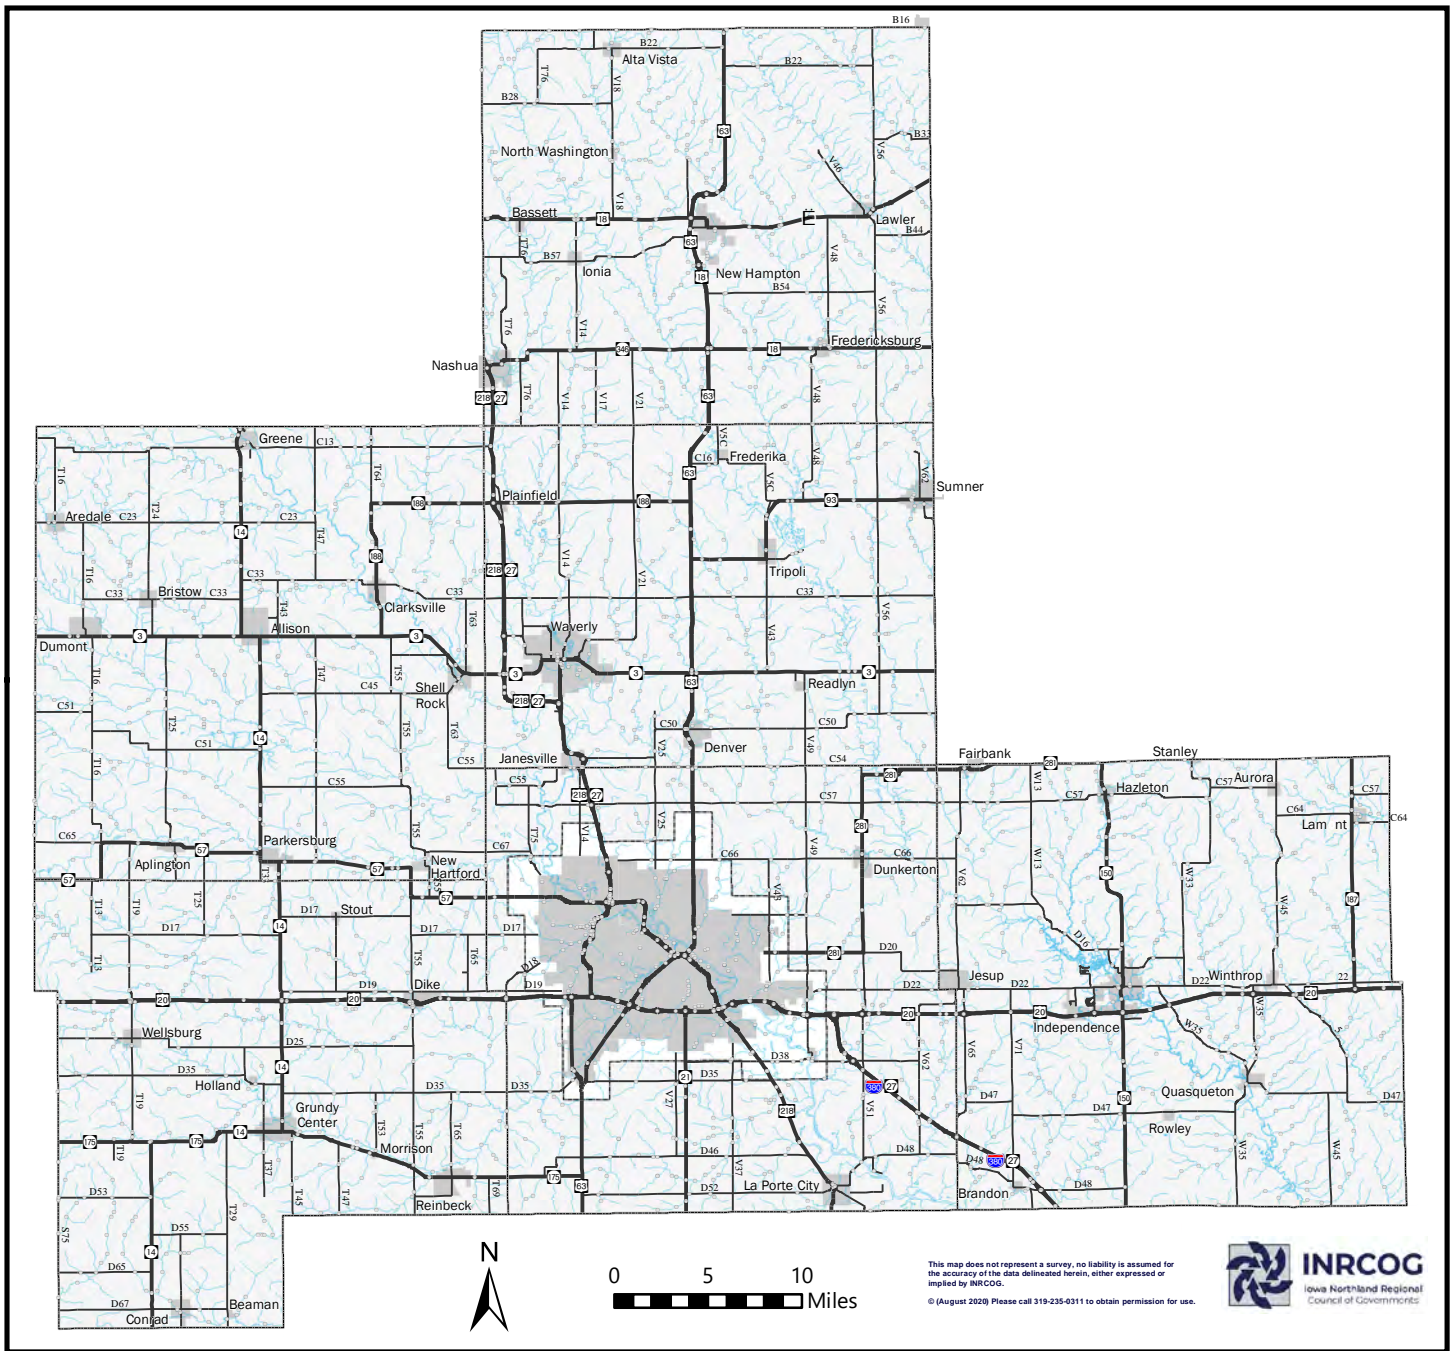 B16
B22
Alta Vista
B22
T76
V18
B28
63
B33
North Washington
V56
V46
V18
Bassett
18
E
Lawler
T76
63
B44
B57
V48
Ionia
18
New Hampton
B54
V56
T76
V14
346
18
Fredericksburg
Nashua
218 27
T76
V14
V17
V21
63
V48
Greene
C13
V5C
T16
T64
63
C16
Frederika
V48
V5C
V62
Sumner
188
Plainfield
188
93
Aredale
C23
T24
C23
14
T47
188
218 27
V14
V21
Tripoli
T16
C33
C33
Bristow
C33
C33
C33
T43
Clarksville
T63
V56
Allison
Waverly
V43
3
3
Dumont
T16
T47
T55
3
3
3
Shell
Rock
63
Readlyn
C45
218 27
C51
T25
T63
C50
C50
14
T55
V25
Denver
V49
C51
T16
Janesville
C55
C54
Fairbank
281
Stanley
281
C55
C55
W13
Hazleton
C57
Aurora
C57
218 27
C57
C57
C64
Lam nt
C64
C65
Parkersburg
T55
T75
V14
V25
281
57
C67
V49
Aplington
57
New
Hartford
C66
C66
W13
57
T13
T55
Dunkerton
V62
150
W33
57
V43
187
T13
T19
T25
D17
Stout
W45
14
D17
D17
D17
D16
T13
T55
T65
281
D20
D18
Jesup
Winthrop
D19
Dike
D19
D22
D22
D22
22
20
20
20
20
20
Independence
Wellsburg
W35
W35
D25
V65
V71
14
D38
V62
D35
Holland
D35
D35
D35
21
380 27
Quasqueton
T19
Grundy
Center
V27
218
V51
D47
150
D47
D47
175
175
14
T53
T55
T65
Rowley
T19
Morrison
D46
D48
W35
W45
T37
V37
D48
380 27
175
La Porte City
Brandon
D48
D53
T45
T47
T69
63
D52
Reinbeck
S75
T29
D55
14
D65
N
D67
Beaman
Conrad
0 5 10
Miles
This map does not represent a survey, no liability is assumed for
the accuracy of the data delineated herein, either expressed or
implied by INRCOG.
© (August 2020) Please call 319-235-0311 to obtain permission for use.
INRCOG
Iowa Northland Regional
Council of Governments